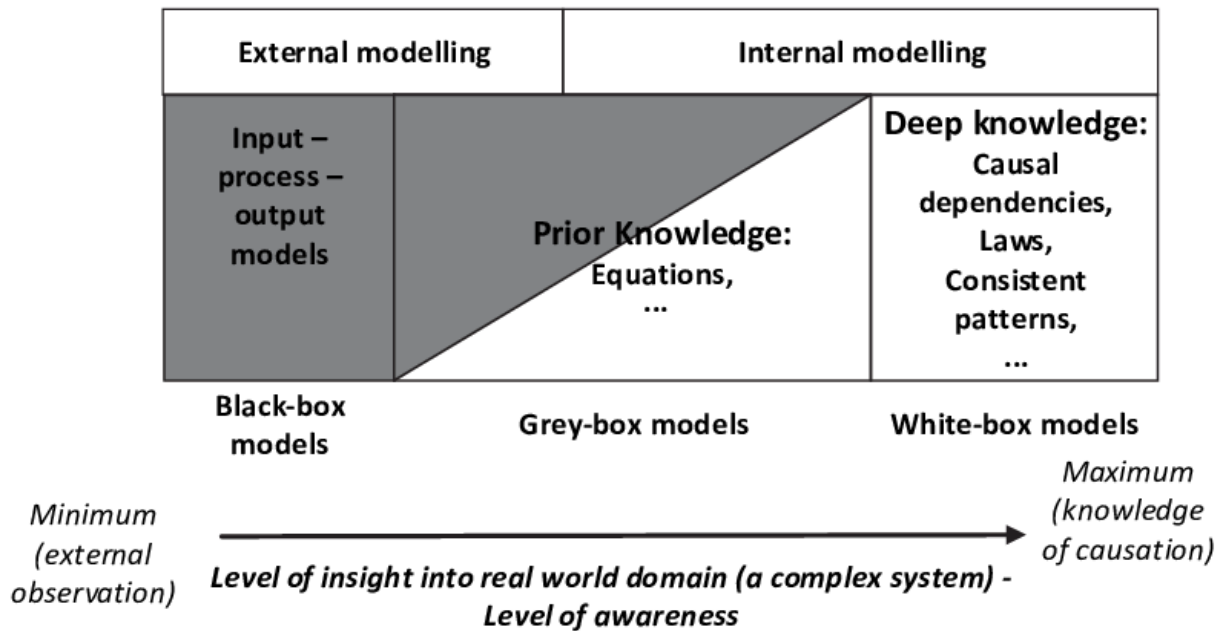 External modelling
Internal modelling
Input –
process –
output
models
Prior Knowledge:
Equations,
...
Deep knowledge:
Causal
dependencies,
Laws,
Consistent
patterns,
...
Black-box
models
Grey-box models
White-box models
Minimum
(external
observation)
Maximum
(knowledge
of causation)
Level of insight into real world domain (a complex system) -
Level of awareness